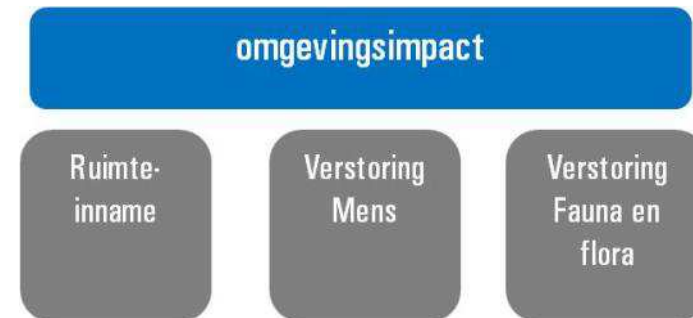 omgevingsimpact
Ruimte-
inname
Verstoring
Mens
Verstoring
Fauna en
flora